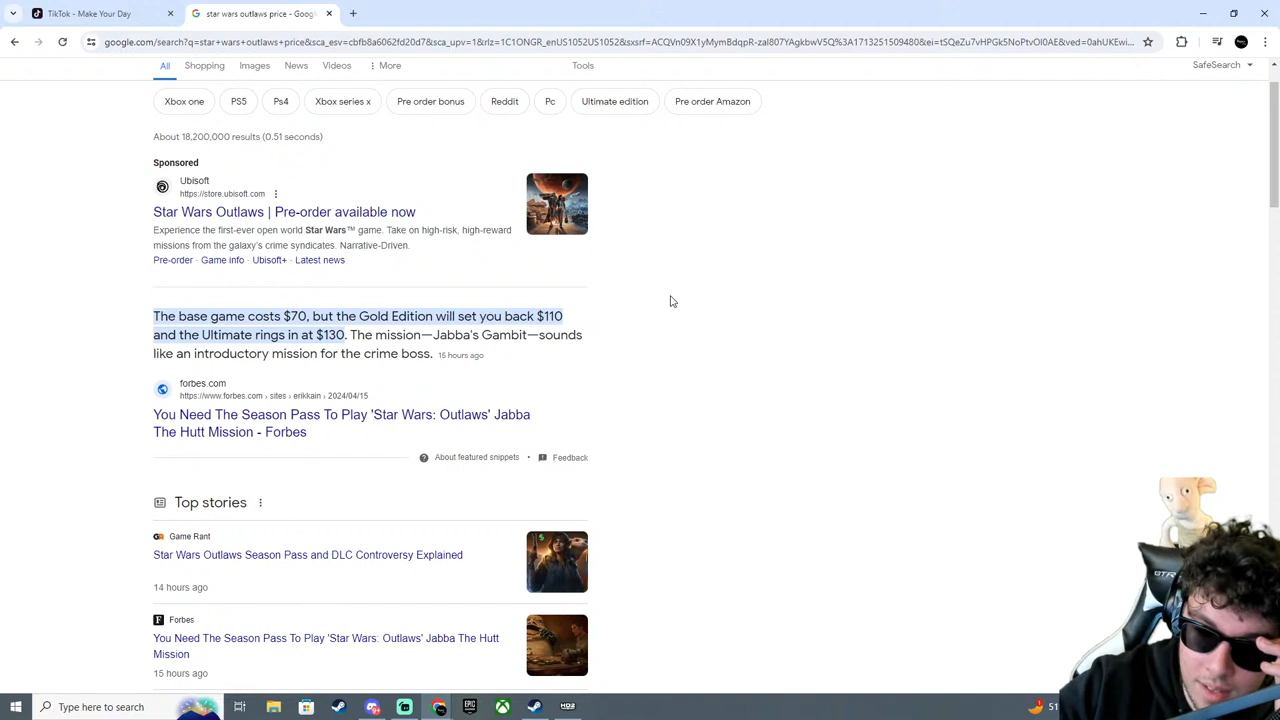 TikTok - Make Your Day
star wars outlaws price - Goog
google.com/search?q=star+wars+outlaws+price&sca_esv=cbfb8a6062fd20d7&sca_upv=1&rlz=1C1ONGR_enUS1052US1052&sxsrf=ACQVn09X1yMymBdqpR-zal807YAgkbwV5Q%3A1713251509480&ei=tSQeZu7vHPGk5NoPtvOl0AE&ved=0ahUKEwi...
All
Shopping
Images
News
Videos
More
Tools
SafeSearch
Xbox one
PS5
Ps4
Xbox series x
Pre order bonus
Reddit
Pc
Ultimate edition
Pre order Amazon
About 18,200,000 results (0.51 seconds)
Sponsored
Ubisoft
https://store.ubisoft.com
Star Wars Outlaws | Pre-order available now
Experience the first-ever open world Star Wars™ game. Take on high-risk, high-reward
missions from the galaxy's crime syndicates. Narrative-Driven.
Pre-order · Game info · Ubisoft+ · Latest news
The base game costs $70, but the Gold Edition will set you back $110
and the Ultimate rings in at $130. The mission—Jabba's Gambit—sounds
like an introductory mission for the crime boss. 15 hours ago
forbes.com
https://www.forbes.com › sites › erikkain › 2024/04/15
You Need The Season Pass To Play 'Star Wars: Outlaws' Jabba
The Hutt Mission - Forbes
About featured snippets • Feedback
Top stories
Game Rant
Star Wars Outlaws Season Pass and DLC Controversy Explained
14 hours ago
Forbes
You Need The Season Pass To Play 'Star Wars: Outlaws' Jabba The Hutt
Mission
15 hours ago
Type here to search